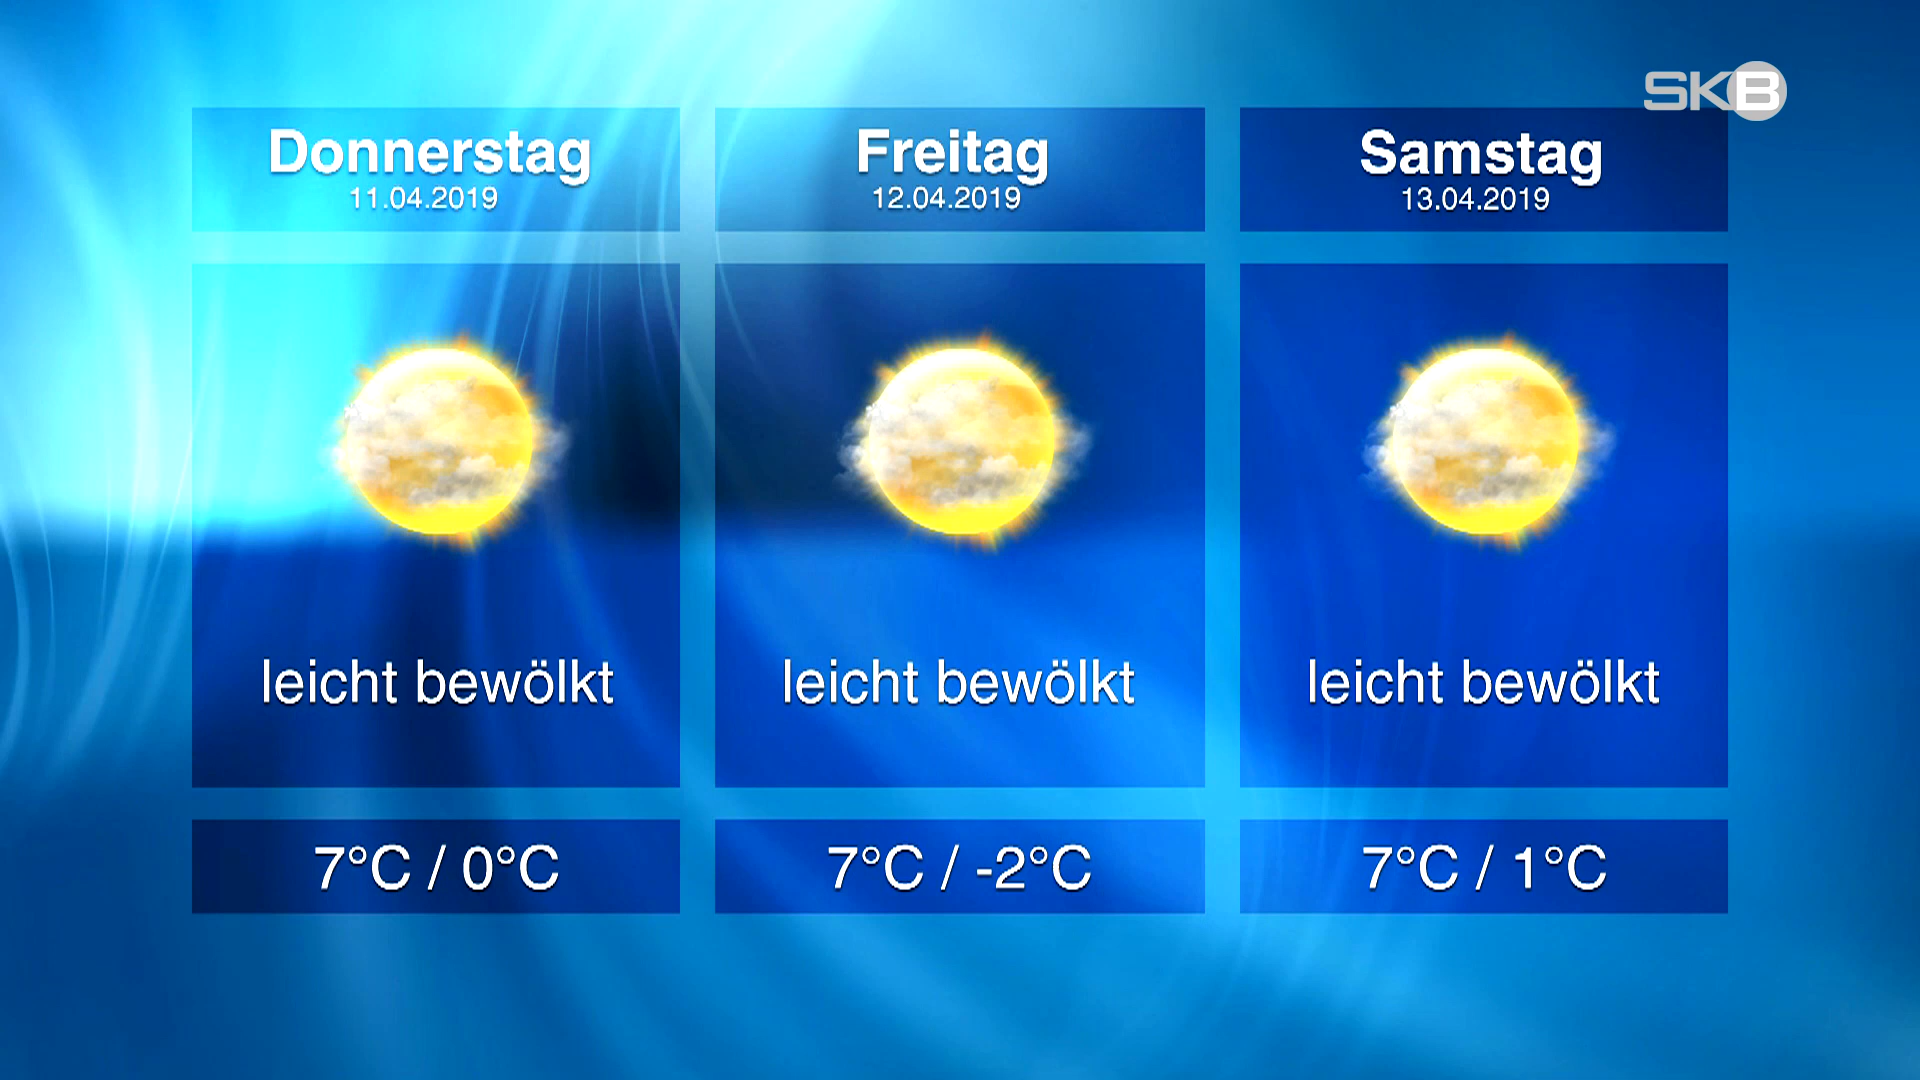 SKB
Donnerstag
11.04.2019
leicht bewölkt
7°C / 0°C
Freitag
12.04.2019
leicht bewölkt
7°C / -2°C
Samstag
13.04.2019
leicht bewölkt
7°C / 1°C